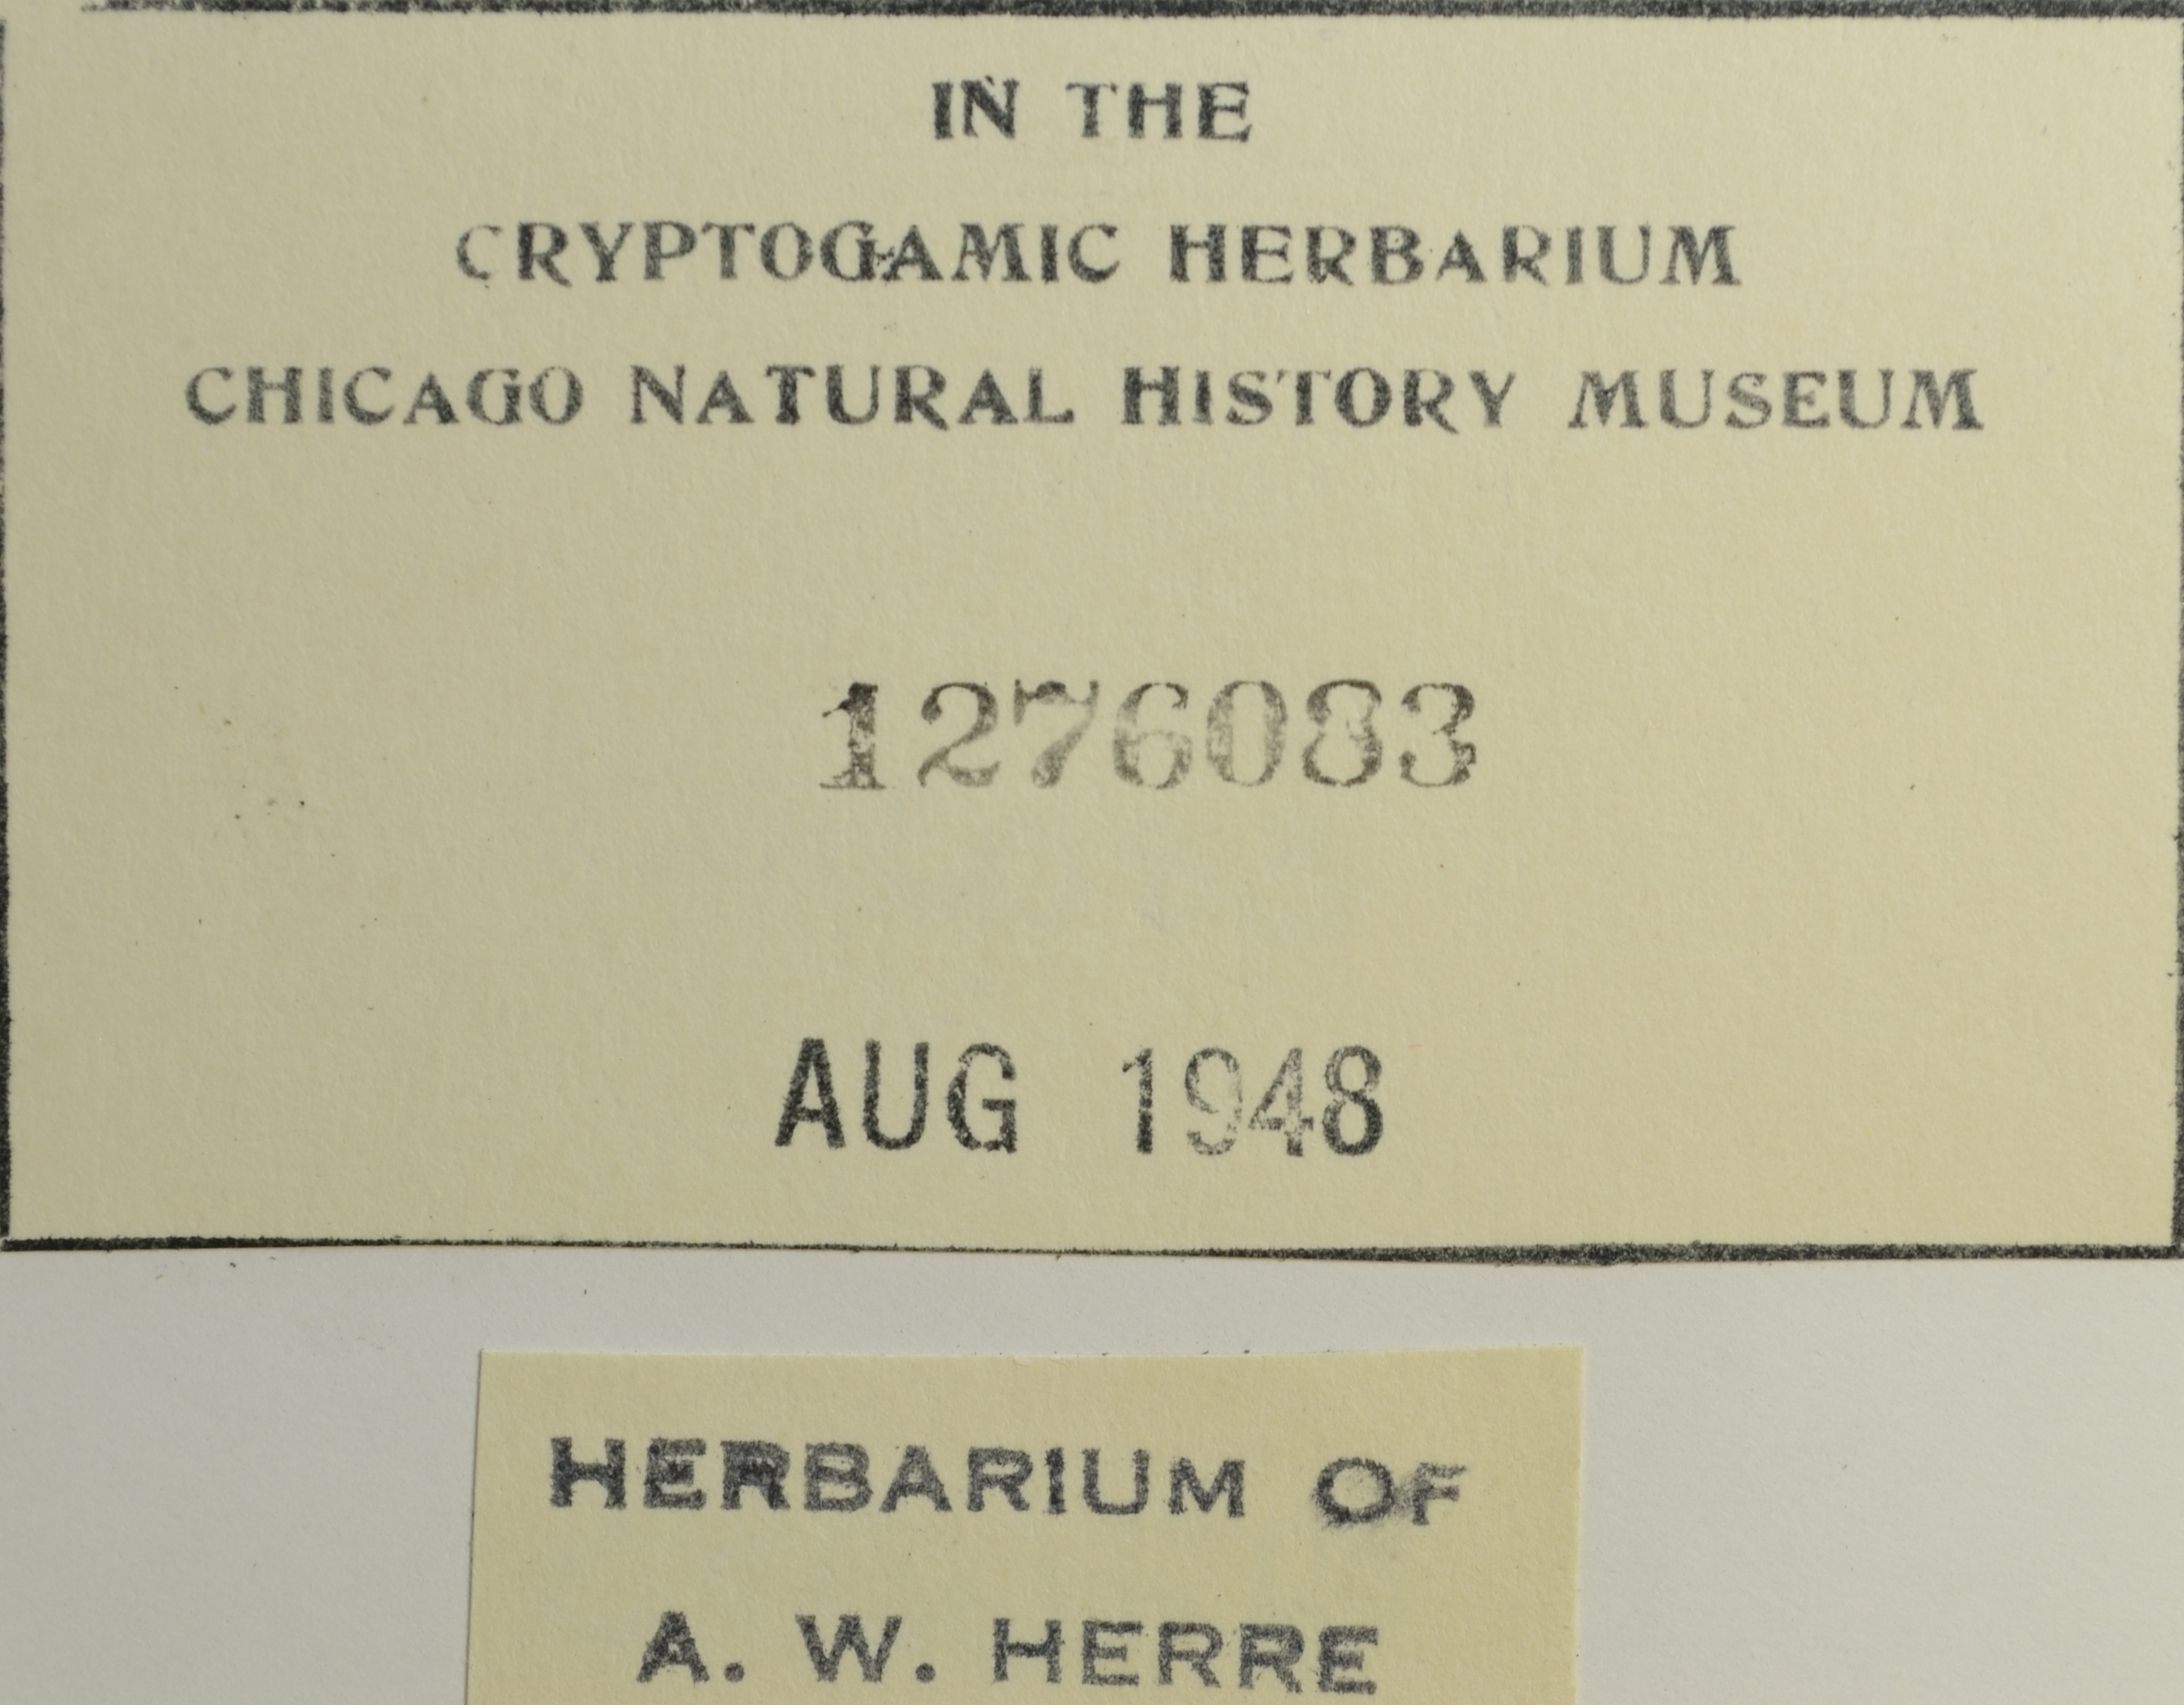 IN THE
CRYPTOGAMIC HERBARIUM
CHICAGO NATURAL HISTORY MUSEUM
1276083
AUG 1948
HERBARIUM OF
A. W. HERRE